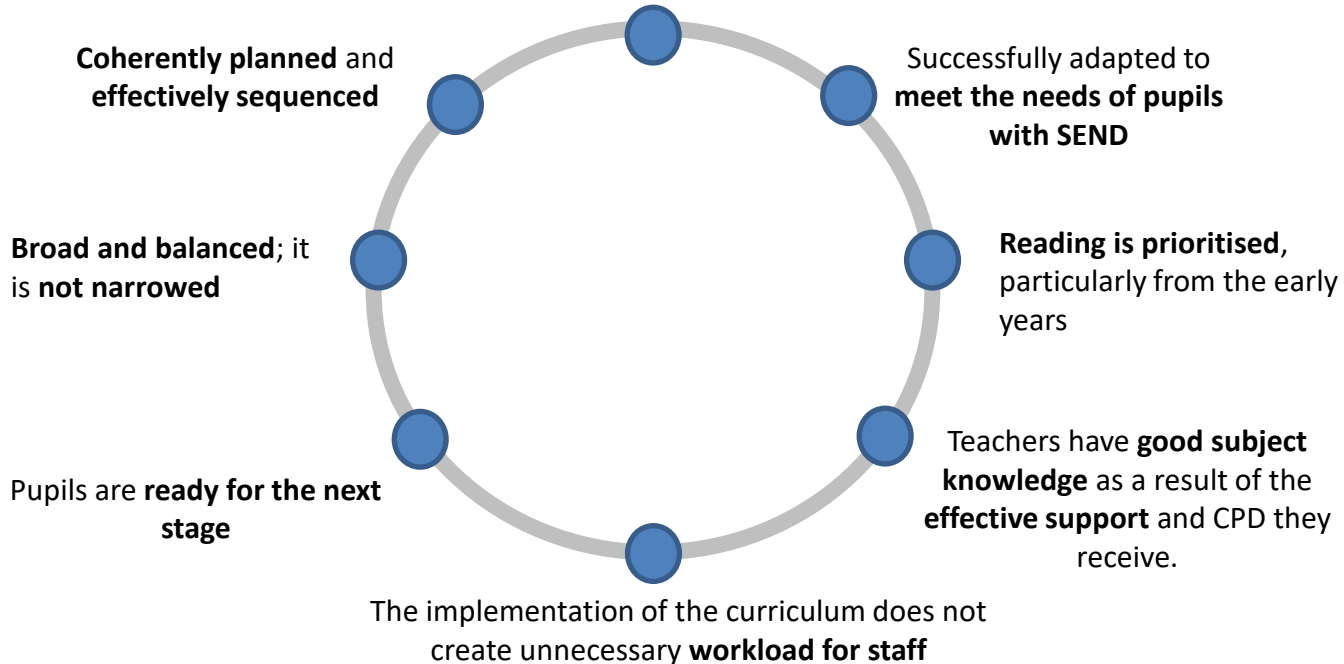 Coherently planned and
effectively sequenced
Successfully adapted to
meet the needs of pupils
with SEND
Broad and balanced; it
is not narrowed
Reading is prioritised,
particularly from the early
years
Pupils are ready for the next
stage
Teachers have good subject
knowledge as a result of the
effective support and CPD they
receive.
The implementation of the curriculum does not
create unnecessary workload for staff